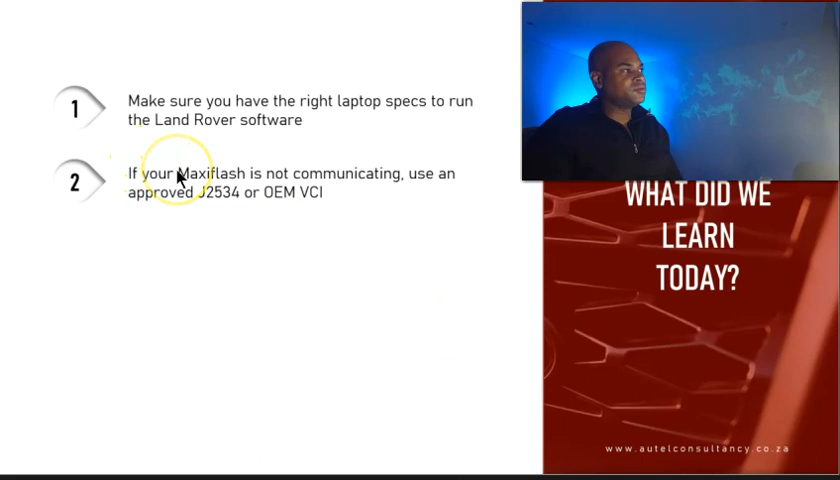 1
Make sure you have the right laptop specs to run
the Land Rover software
2
If your Maxiflash is not communicating, use an
approved J2534 or OEM VCI
WHAT DID WE
LEARN
TODAY?
www.autelconsultancy.co.za